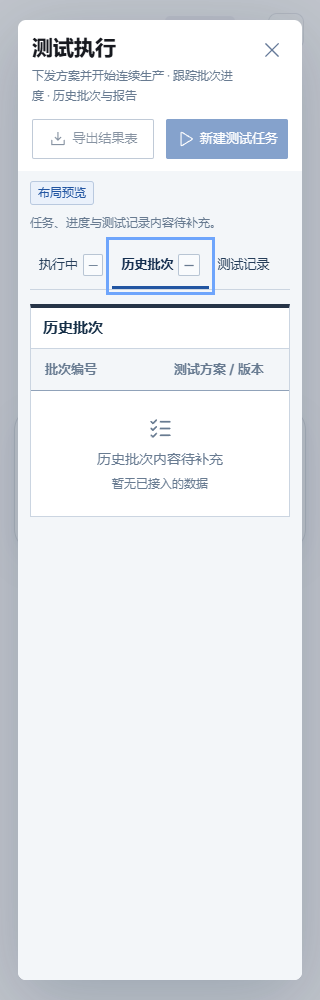 测试执行
下发方案并开始连续生产 · 跟踪批次进
度 · 历史批次与报告
导出结果表
新建测试任务
布局预览
任务、进度与测试记录内容待补充。
执行中 — 历史批次 — 测试记录
历史批次
批次编号 测试方案 / 版本
历史批次内容待补充
暂无已接入的数据